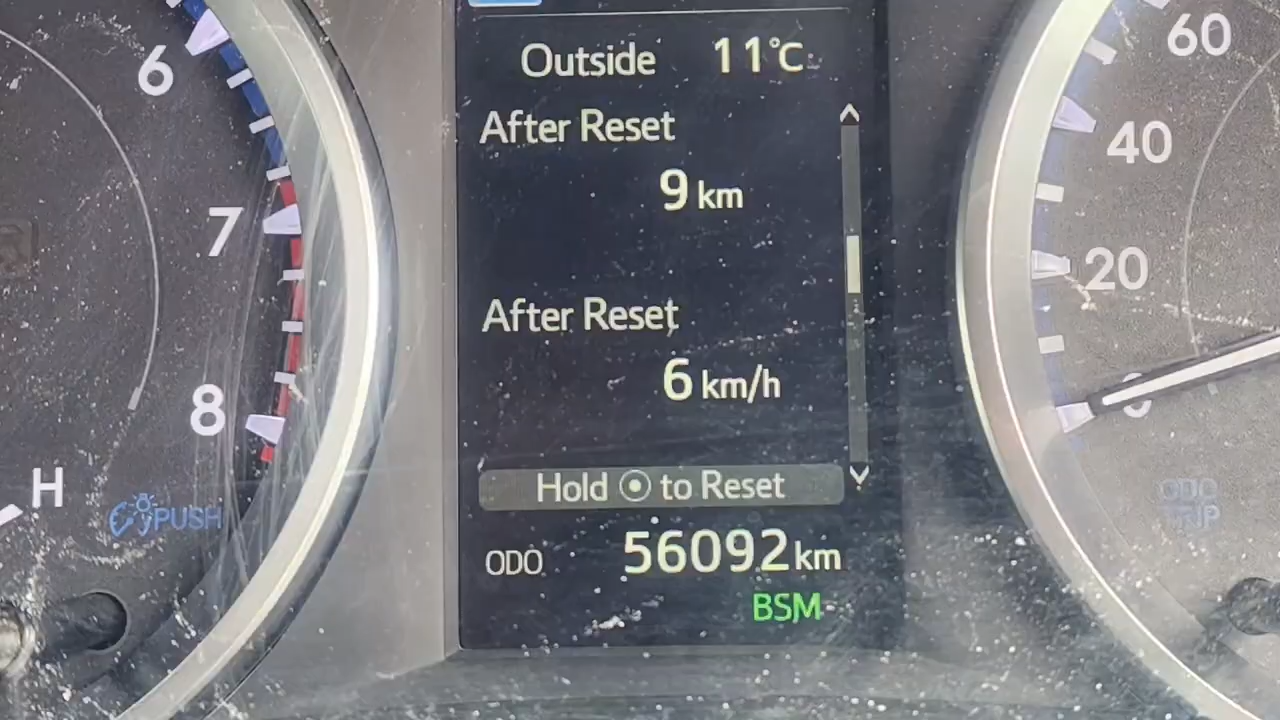 Outside 11°C
After Reset
9 km
After Reset
6 km/h
Hold to Reset
ODO 56092 km
BSM
6
7
8
H
PUSH
60
40
20
0
ODO
TRIP